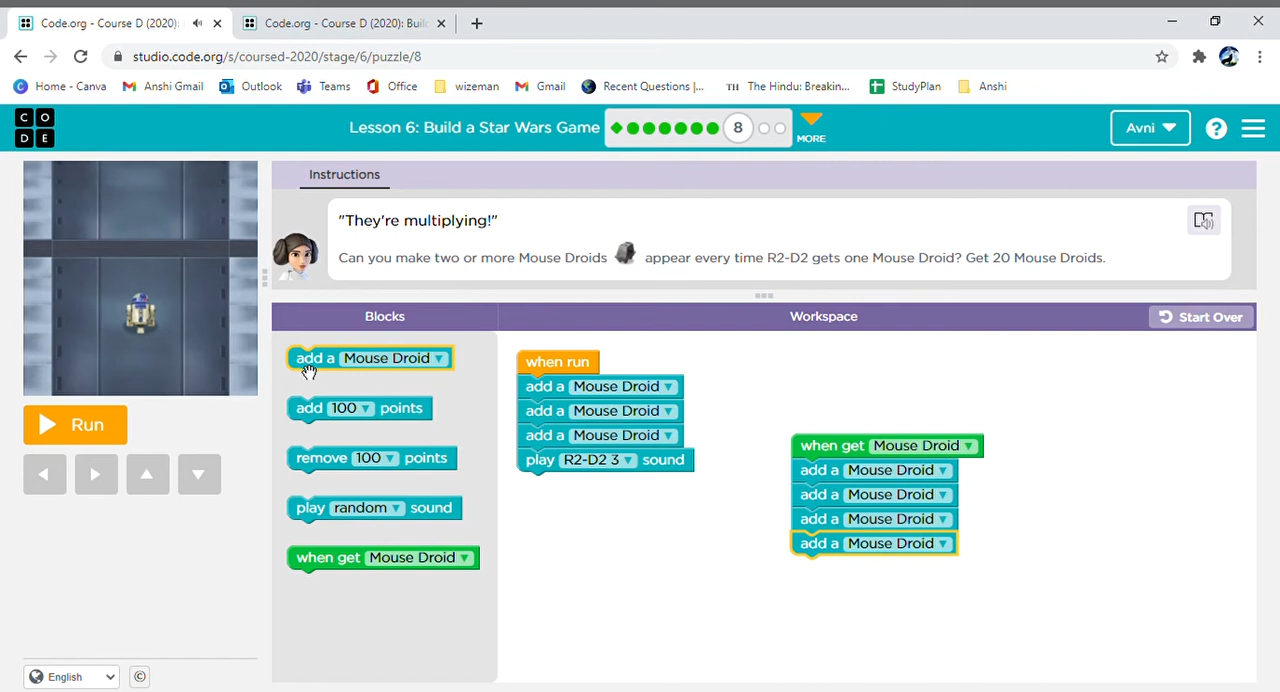 Code.org - Course D (2020):
Code.org - Course D (2020): Buil
studio.code.org/s/coursed-2020/stage/6/puzzle/8
Home - Canva
Anshi Gmail
Outlook
Teams
Office
wizeman
Gmail
Recent Questions |...
TH
The Hindu: Breakin...
StudyPlan
Anshi
C O
D E
Lesson 6: Build a Star Wars Game
8
MORE
Avni
?
Instructions
"They're multiplying!"
Can you make two or more Mouse Droids appear every time R2-D2 gets one Mouse Droid? Get 20 Mouse Droids.
Blocks
Workspace
Start Over
add a Mouse Droid
add 100 points
remove 100 points
play random sound
when get Mouse Droid
when run
add a Mouse Droid
add a Mouse Droid
add a Mouse Droid
play R2-D2 3 sound
when get Mouse Droid
add a Mouse Droid
add a Mouse Droid
add a Mouse Droid
add a Mouse Droid
Run
English
©